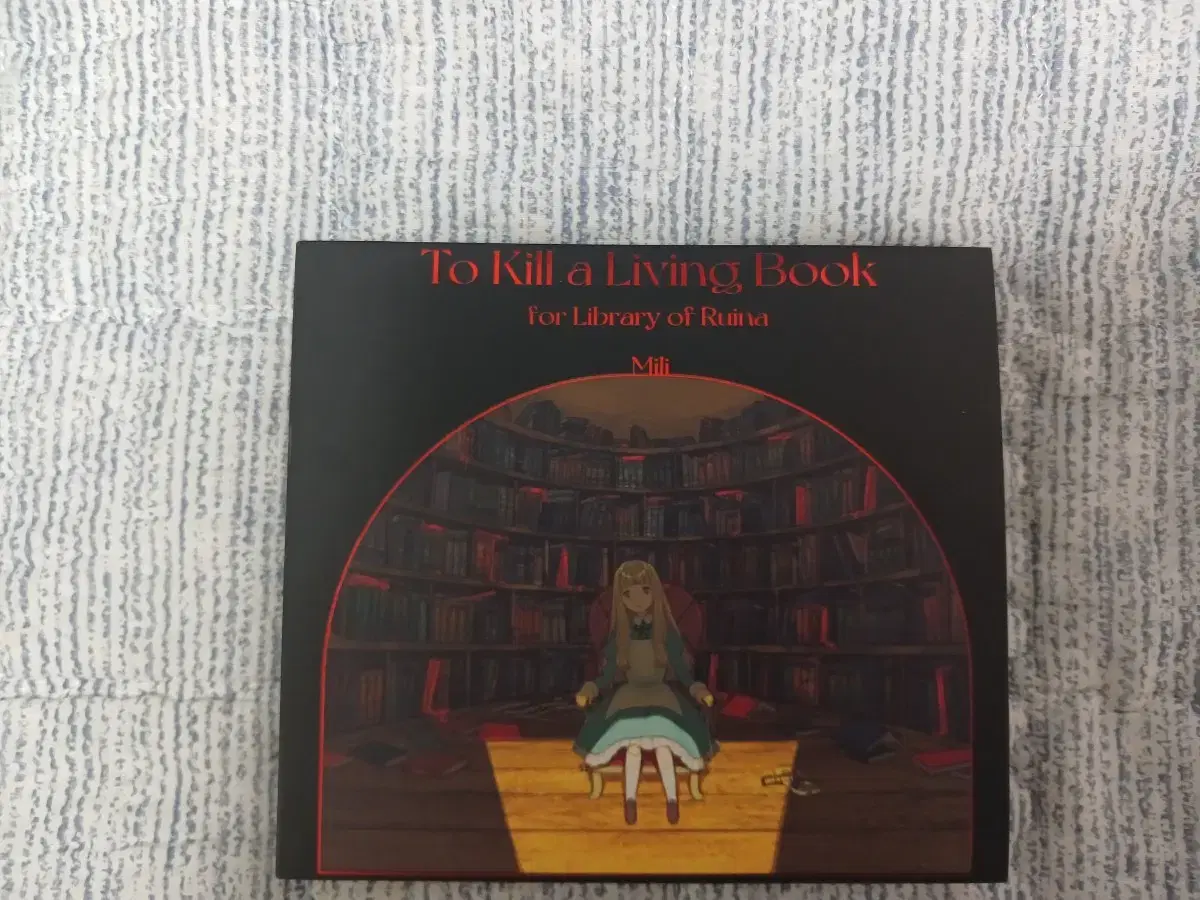 To Kill a Living Book
for Library of Ruina
Mili